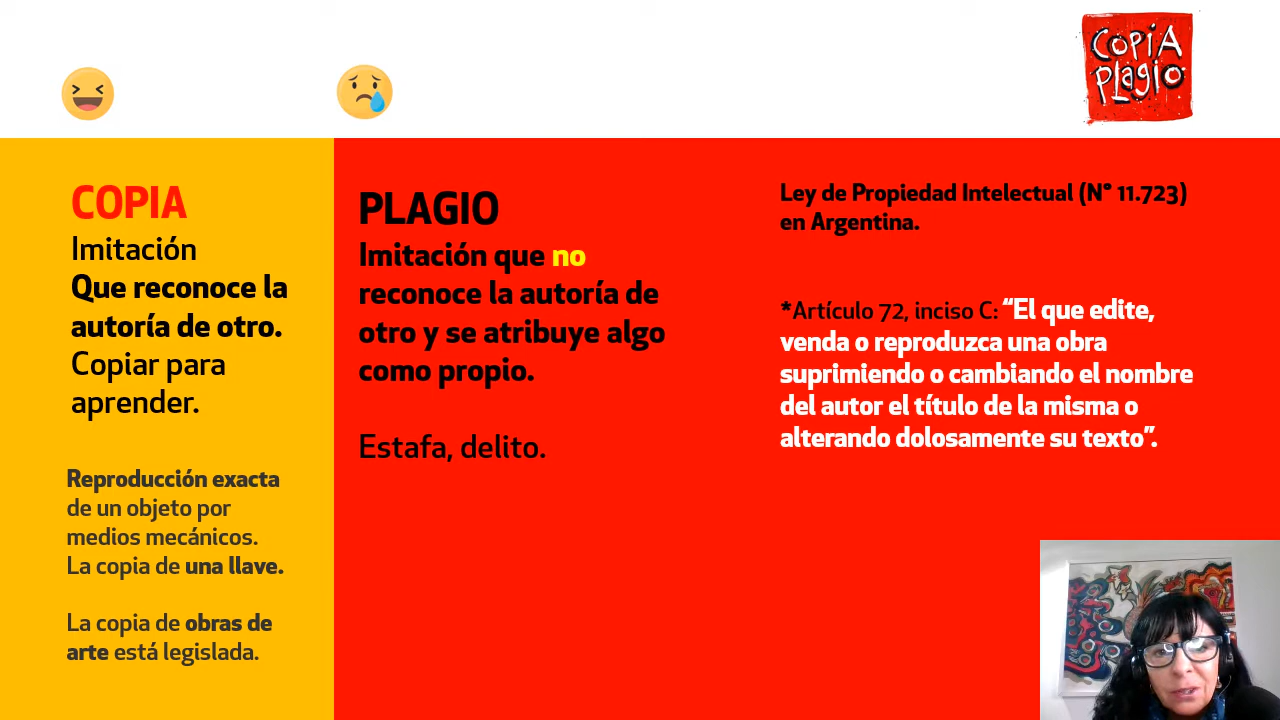 COPIA
PLAGIO
COPIA
Imitación
Que reconoce la
autoría de otro.
Copiar para
aprender.
Reproducción exacta
de un objeto por
medios mecánicos.
La copia de una llave.
La copia de obras de
arte está legislada.
PLAGIO
Imitación que no
reconoce la autoría de
otro y se atribuye algo
como propio.
Estafa, delito.
Ley de Propiedad Intelectual (N° 11.723)
en Argentina.
*Artículo 72, inciso C: “El que edite,
venda o reproduzca una obra
suprimiendo o cambiando el nombre
del autor el título de la misma o
alterando dolosamente su texto”.